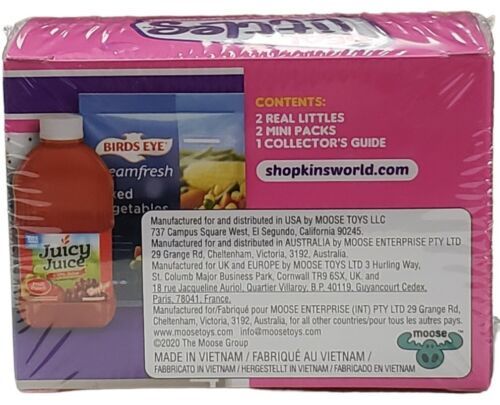 Littles
BIRDS EYE
eamfresh
xed
egetables
Juicy
Juice
CONTENTS:
2 REAL LITTLES
2 MINI PACKS
1 COLLECTOR'S GUIDE
shopkinsworld.com
Manufactured for and distributed in USA by MOOSE TOYS LLC
737 Campus Square West, El Segundo, California 90245.
Manufactured for and distributed in AUSTRALIA by MOOSE ENTERPRISE PTY LTD
29 Grange Rd, Cheltenham, Victoria, 3192, Australia.
Manufactured for UK and EUROPE by MOOSE TOYS LTD 3 Hurling Way,
St. Columb Major Business Park, Cornwall TR9 6SX, UK. and
18 rue Jacqueline Auriol, Quartier Villaroy, B.P. 40119, Guyancourt Cedex,
Paris, 78041, France.
Manufactured for/Fabriqué pour MOOSE ENTERPRISE (INT) PTY LTD 29 Grange Rd,
Cheltenham, Victoria, 3192, Australia, for all other countries/pour tous les autres pays.
www.moosetoys.com info@moosetoys.com
©2020 The Moose Group
moose
MADE IN VIETNAM / FABRIQUÉ AU VIETNAM /
FABBRICATO IN VIETNAM / HERGESTELLT IN VIETNAM / FABRICADO EN VIETNAM